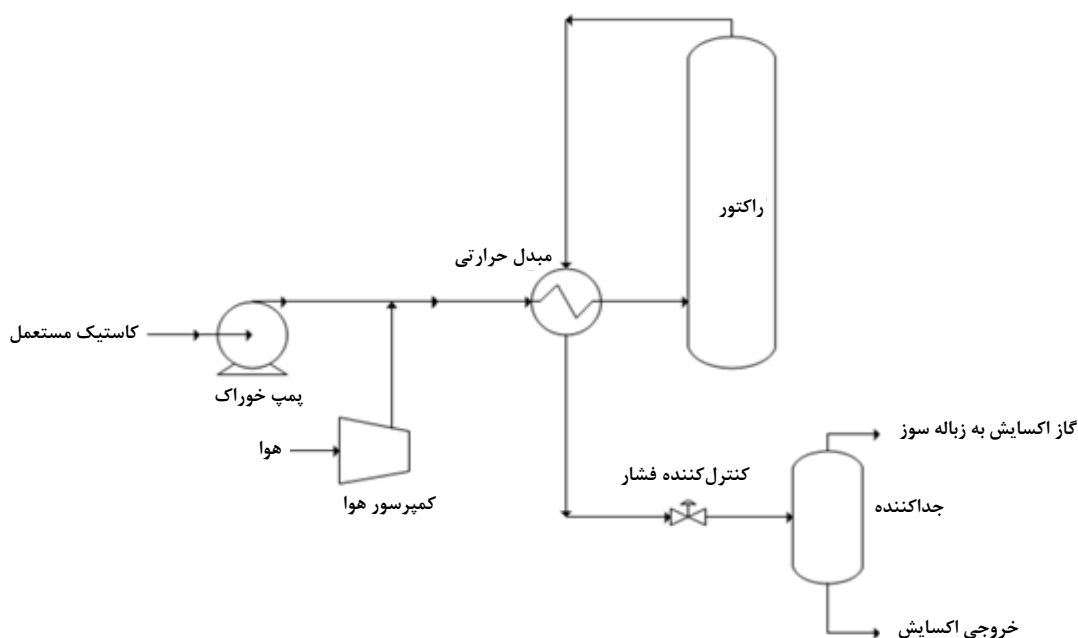 راکتور
مبدل حرارتی
کاستیک مستعمل
پمپ خوراک
هوا
کمپرسور هوا
کنترل‌کننده فشار
گاز اکسایش به زباله سوز
جداکننده
خروجی اکسایش